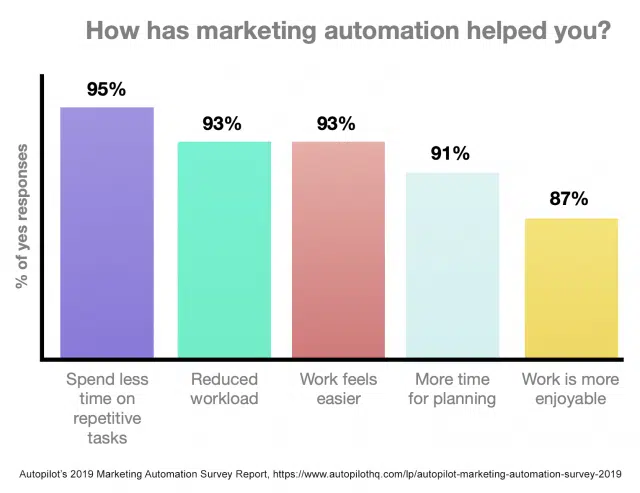 How has marketing automation helped you?
% of yes responses
95%
93%
93%
91%
87%
Spend less
time on
repetitive
tasks
Reduced
workload
Work feels
easier
More time
for planning
Work is more
enjoyable
Autopilot's 2019 Marketing Automation Survey Report, https://www.autopilothq.com/lp/autopilot-marketing-automation-survey-2019